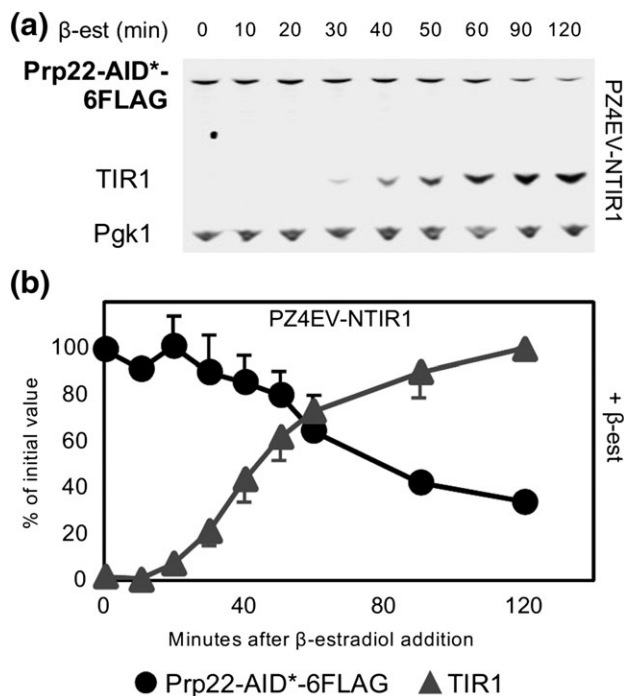 (a) β-est (min) 0 10 20 30 40 50 60 90 120
Prp22-AID*-
6FLAG
TIR1
Pgk1
PZ4EV-NTIR1
(b)
PZ4EV-NTIR1
% of initial value
100
80
60
40
20
0
0 40 80 120
+ β-est
Minutes after β-estradiol addition
Prp22-AID*-6FLAG TIR1